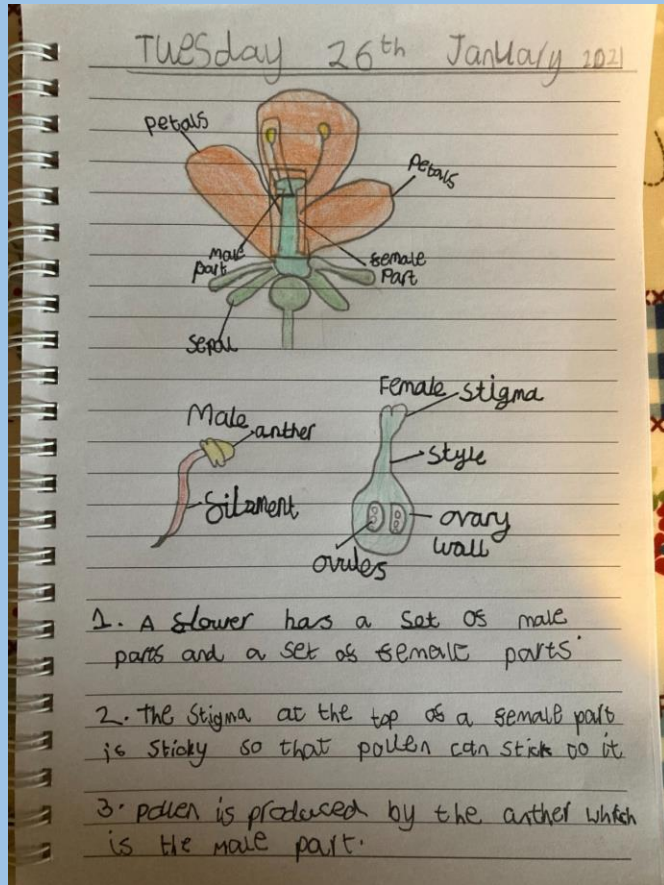 Tuesday 26th January 2021
petals
petals
male
part
female
part
sepal
Male
anther
filament
Female
stigma
style
ovary
wall
ovules
1. A flower has a set of male
parts and a set of female parts.
2. The stigma at the top of a female part
is sticky so that pollen can stick to it
3. pollen is produced by the anther which
is the male part.